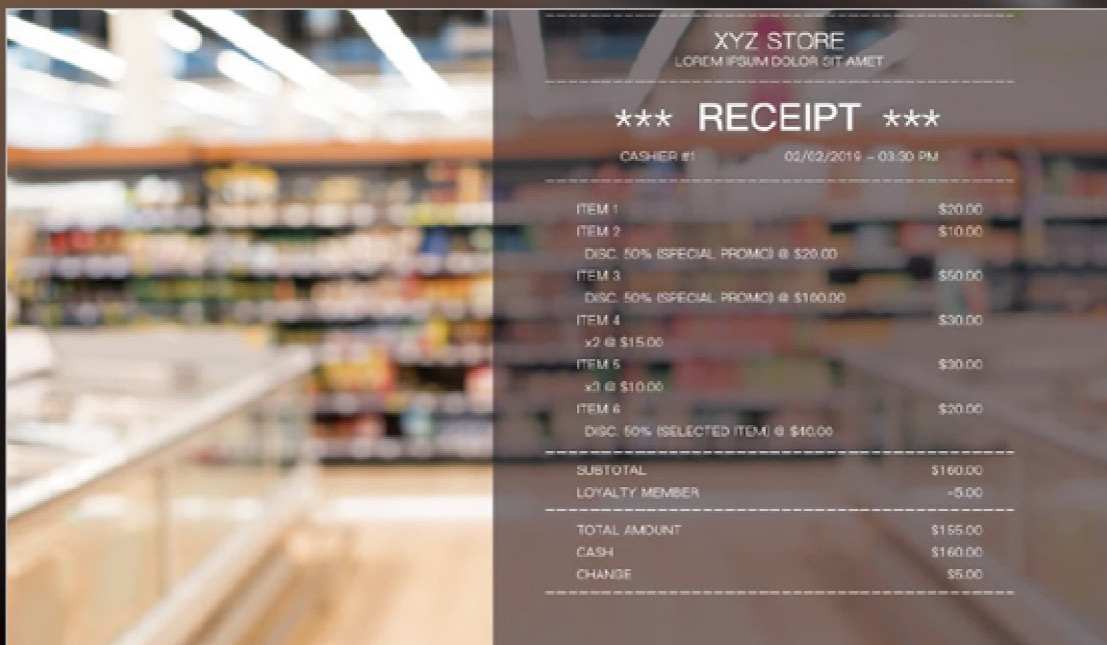 XYZ STORE
LOREM IPSUM DOLOR SIT AMET
*** RECEIPT ***
CASHIER #1 02/02/2019 - 03:30 PM
ITEM 1 $20.00
ITEM 2 $10.00
DISC. 50% (SPECIAL PROMO) @ $20.00
ITEM 3 $50.00
DISC. 50% (SPECIAL PROMO) @ $100.00
ITEM 4 $30.00
x2 @ $15.00
ITEM 5 $30.00
x3 @ $10.00
ITEM 6 $20.00
DISC. 50% (SELECTED ITEM) @ $40.00
SUBTOTAL $160.00
LOYALTY MEMBER -5.00
TOTAL AMOUNT $155.00
CASH $160.00
CHANGE $5.00